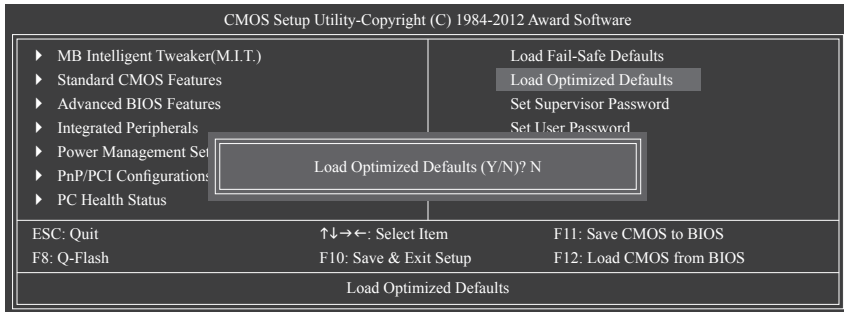 CMOS Setup Utility-Copyright (C) 1984-2012 Award Software
MB Intelligent Tweaker(M.I.T.)
Standard CMOS Features
Advanced BIOS Features
Integrated Peripherals
Power Management Set
PnP/PCI Configurations
PC Health Status
Load Fail-Safe Defaults
Load Optimized Defaults
Set Supervisor Password
Set User Password
Load Optimized Defaults (Y/N)? N
ESC: Quit ↑↓→←: Select Item F11: Save CMOS to BIOS
F8: Q-Flash F10: Save & Exit Setup F12: Load CMOS from BIOS
Load Optimized Defaults